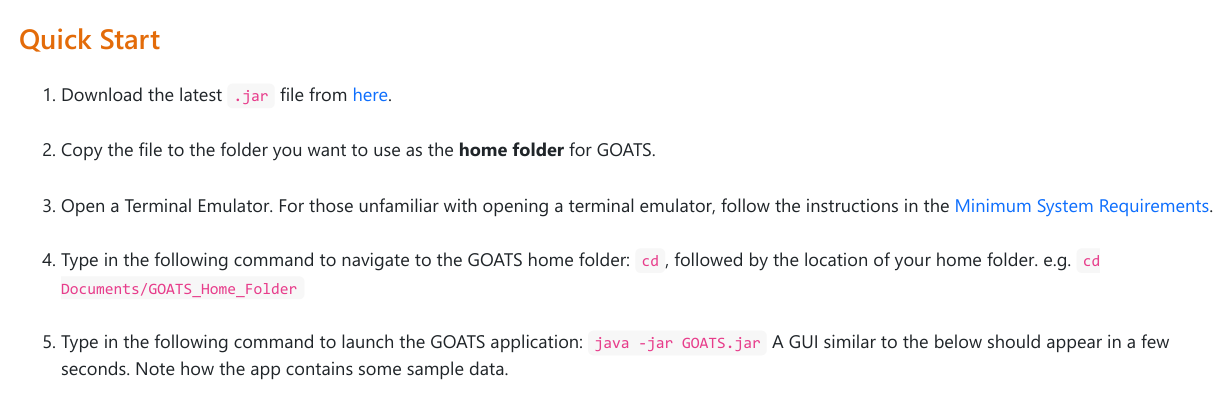 Quick Start
1. Download the latest .jar file from here.
2. Copy the file to the folder you want to use as the home folder for GOATS.
3. Open a Terminal Emulator. For those unfamiliar with opening a terminal emulator, follow the instructions in the Minimum System Requirements.
4. Type in the following command to navigate to the GOATS home folder: cd , followed by the location of your home folder. e.g. cd
Documents/GOATS_Home_Folder
5. Type in the following command to launch the GOATS application: java -jar GOATS.jar A GUI similar to the below should appear in a few
seconds. Note how the app contains some sample data.